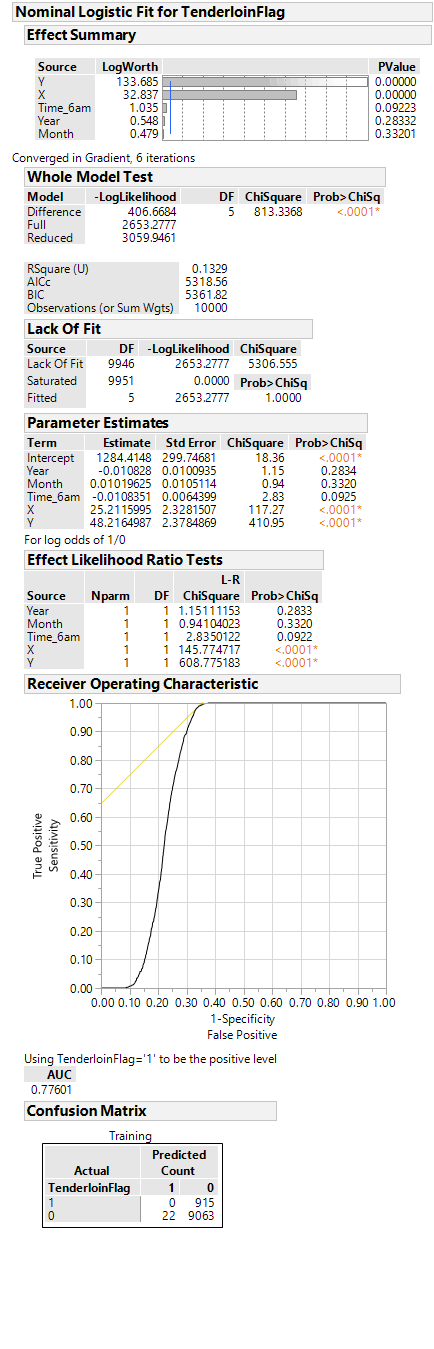 Nominal Logistic Fit for TenderloinFlag
Effect Summary
Source LogWorth PValue
Y 133.685 0.00000
X 32.837 0.00000
Time_6am 1.035 0.09223
Year 0.548 0.28332
Month 0.479 0.33201
Converged in Gradient, 6 iterations
Whole Model Test
Model -LogLikelihood DF ChiSquare Prob>ChiSq
Difference 406.6684 5 813.3368 <.0001*
Full 2653.2777
Reduced 3059.9461
RSquare (U) 0.1329
AICc 5318.56
BIC 5361.82
Observations (or Sum Wgts) 10000
Lack Of Fit
Source DF -LogLikelihood ChiSquare
Lack Of Fit 9946 2653.2777 5306.555
Saturated 9951 0.0000 Prob>ChiSq
Fitted 5 2653.2777 1.0000
Parameter Estimates
Term Estimate Std Error ChiSquare Prob>ChiSq
Intercept 1284.4148 299.74681 18.36 <.0001*
Year -0.010828 0.0100935 1.15 0.2834
Month 0.01019625 0.0105114 0.94 0.3320
Time_6am -0.0108351 0.0064399 2.83 0.0925
X 25.2115995 2.3281507 117.27 <.0001*
Y 48.2164987 2.3784869 410.95 <.0001*
For log odds of 1/0
Effect Likelihood Ratio Tests
L-R
Source Nparm DF ChiSquare Prob>ChiSq
Year 1 1 1.15111153 0.2833
Month 1 1 0.94104023 0.3320
Time_6am 1 1 2.8350122 0.0922
X 1 1 145.774717 <.0001*
Y 1 1 608.775183 <.0001*
Receiver Operating Characteristic
1.00
0.90
0.80
0.70
0.60
0.50
0.40
0.30
0.20
0.10
0.00
True Positive
Sensitivity
0.00 0.10 0.20 0.30 0.40 0.50 0.60 0.70 0.80 0.90 1.00
1-Specificity
False Positive
Using TenderloinFlag='1' to be the positive level
AUC
0.77601
Confusion Matrix
Training
Predicted
Actual Count
TenderloinFlag 1 0
1 0 915
0 22 9063